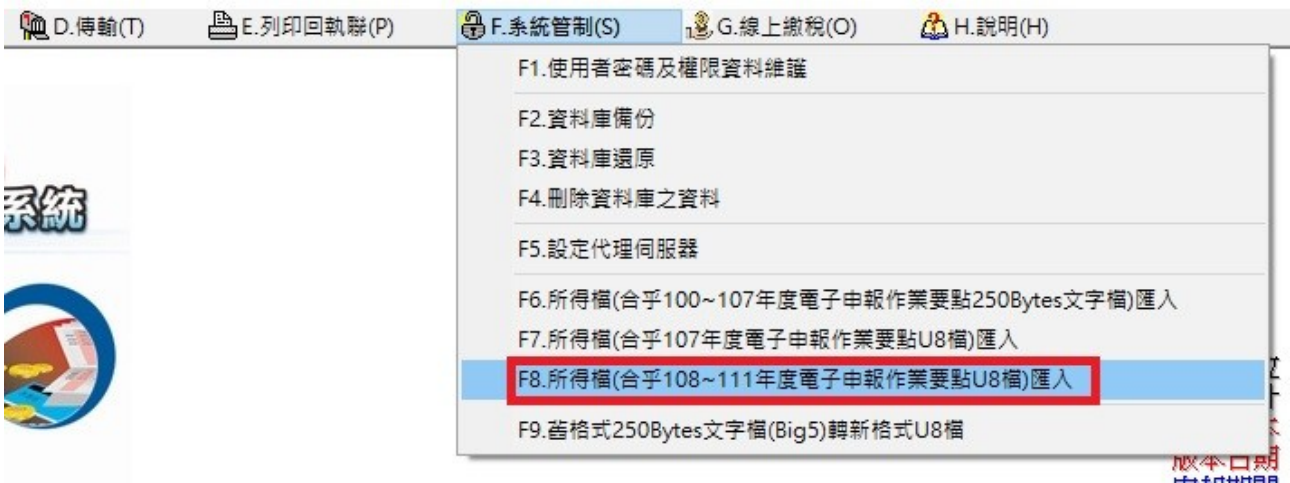 D.傳輸(T) E.列印回執聯(P) F.系統管制(S) G.線上繳稅(O) H.說明(H)
F1.使用者密碼及權限資料維護
F2.資料庫備份
F3.資料庫還原
F4.刪除資料庫之資料
系統
F5.設定代理伺服器
F6.所得檔(合乎100~107年度電子申報作業要點250Bytes文字檔)匯入
F7.所得檔(合乎107年度電子申報作業要點U8檔)匯入
F8.所得檔(合乎108~111年度電子申報作業要點U8檔)匯入
F9.舊格式250Bytes文字檔(Big5)轉新格式U8檔
版本日期